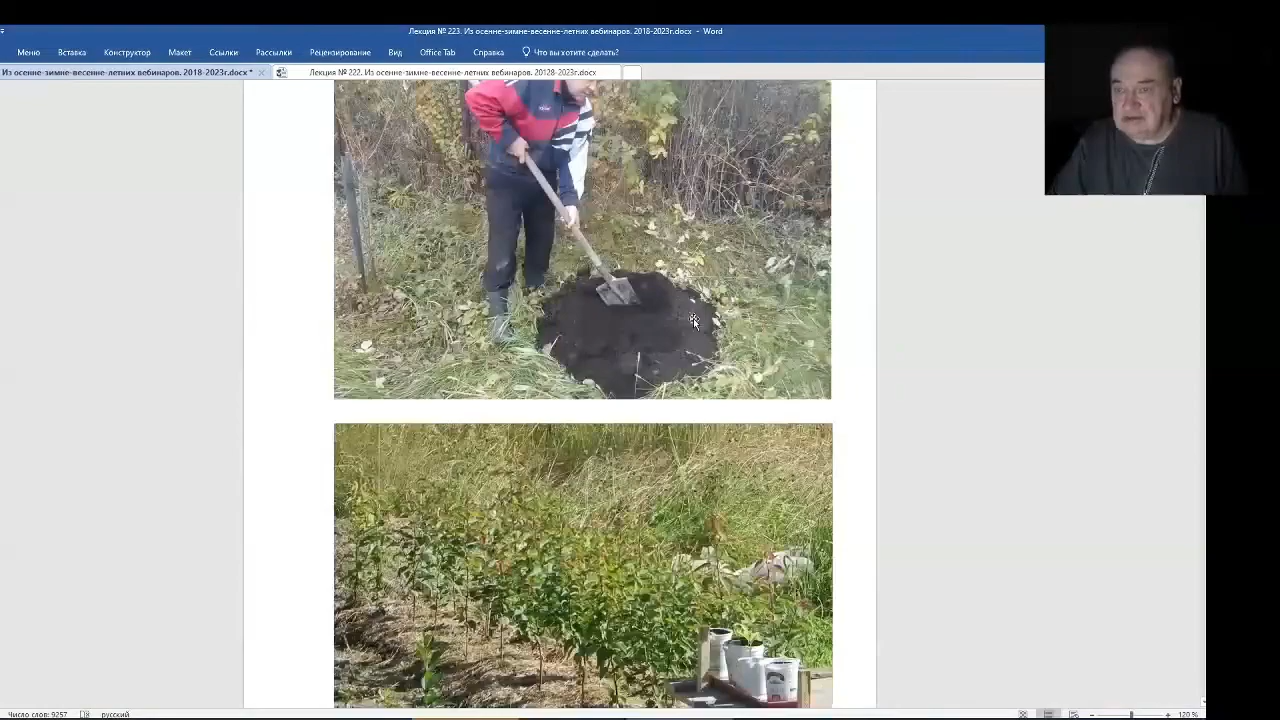 Лекция № 223. Из осенне-зимне-весенне-летних вебинаров. 2018-2023г.docx - Word
Меню Вставка Конструктор Макет Ссылки Рассылки Рецензирование Вид Office Tab Справка Что вы хотите сделать?
Из осенне-зимне-весенне-летних вебинаров. 2018-2023г.docx *
Лекция № 222. Из осенне-зимне-весенне-летних вебинаров. 20128-2023г.docx
Число слов: 9257 русский 120 %